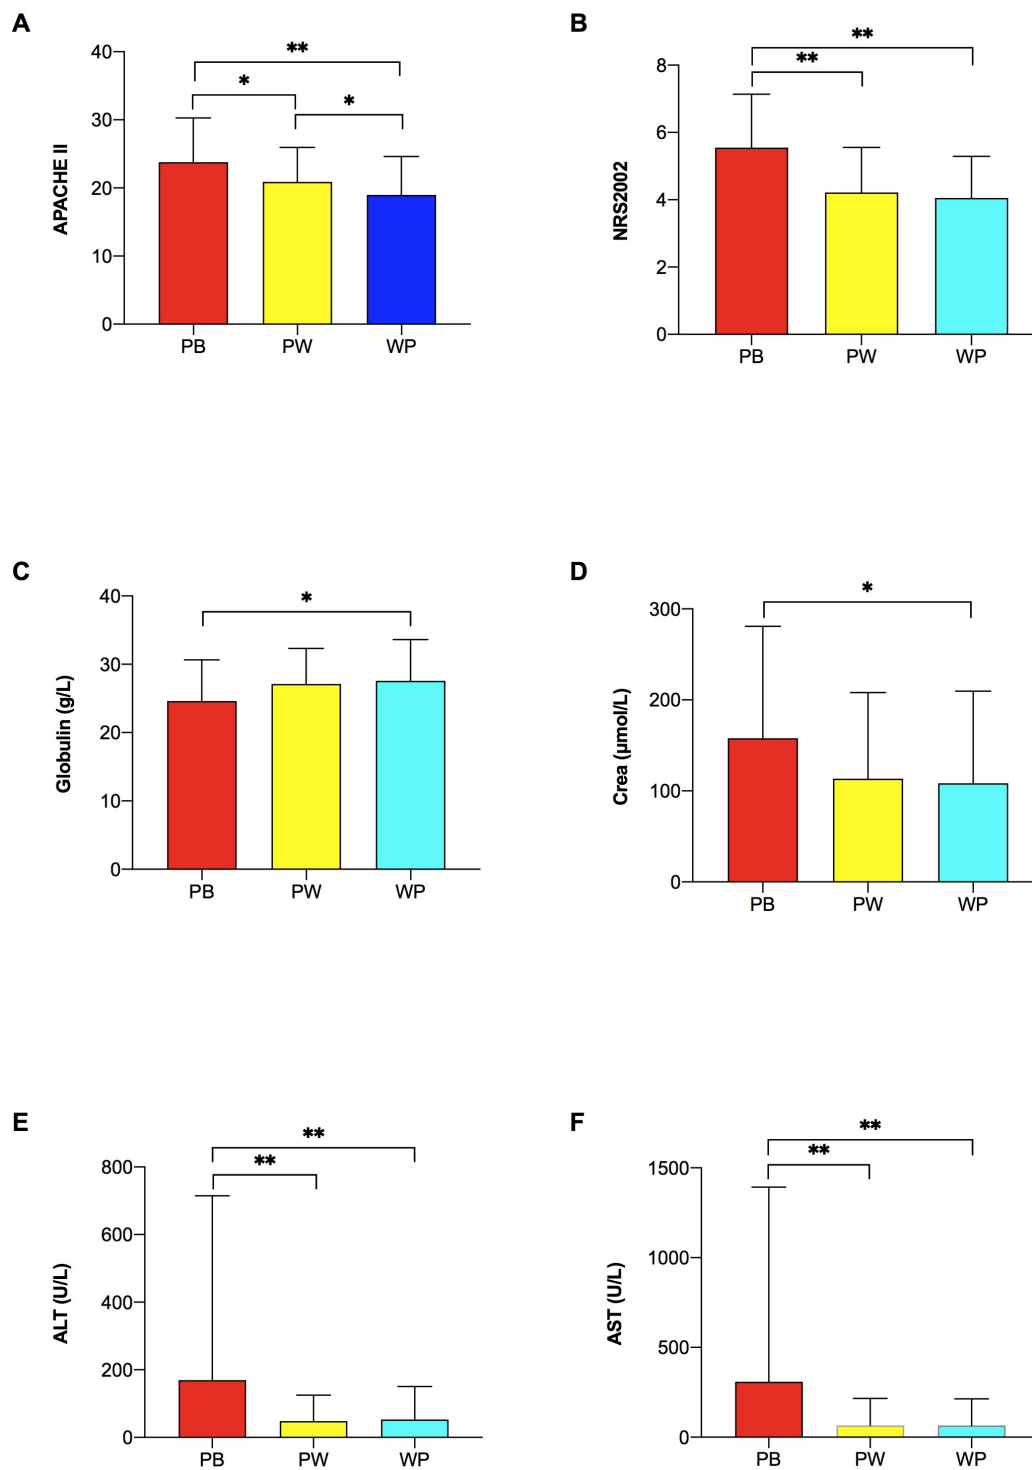 A
APACHE II
40
30
20
10
0
**
*
*
PB PW WP
B
NRS2002
8
6
4
2
0
**
**
PB PW WP
C
Globulin (g/L)
40
30
20
10
0
*
PB PW WP
D
Crea (μmol/L)
300
200
100
0
*
PB PW WP
E
ALT (U/L)
800
600
400
200
0
**
**
PB PW WP
F
AST (U/L)
1500
1000
500
0
**
**
PB PW WP